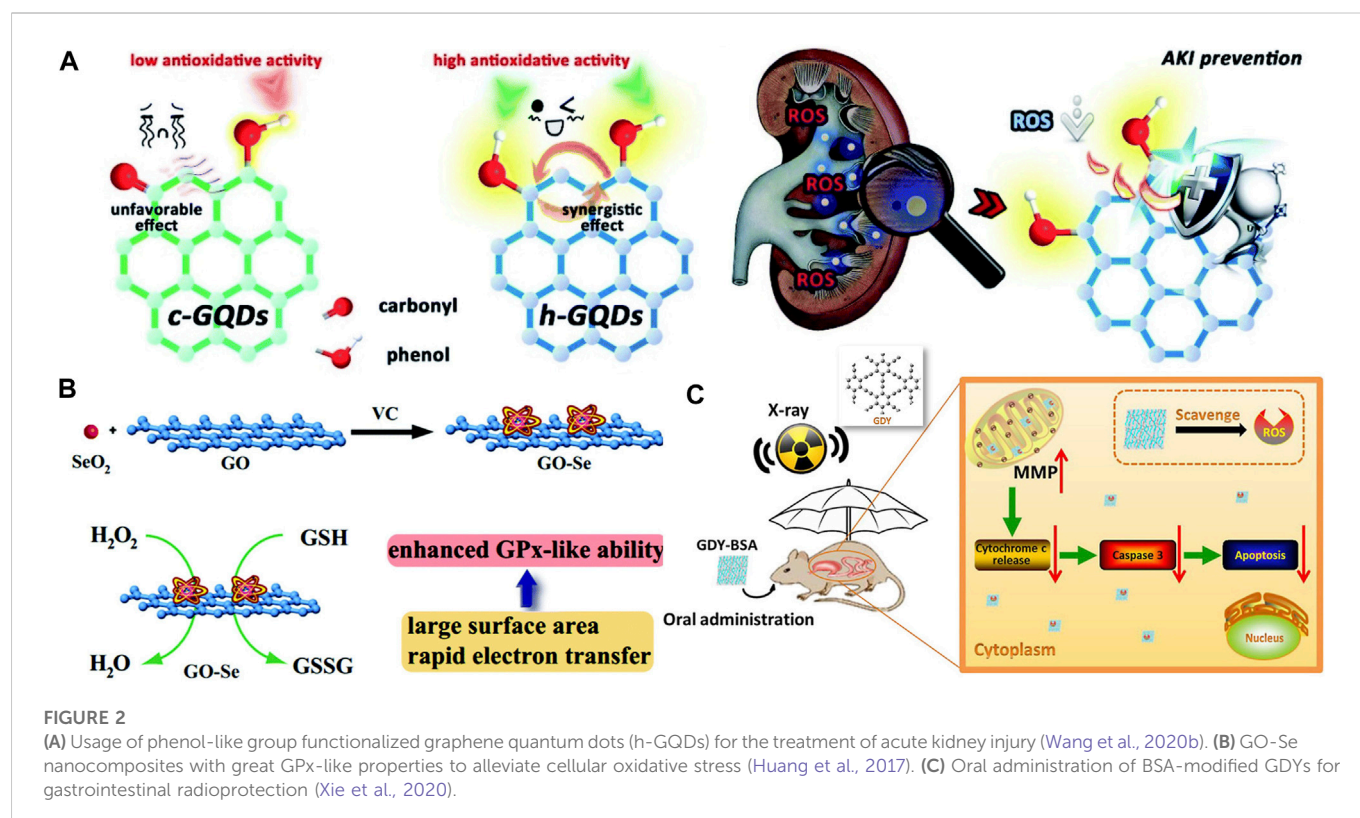 A
low antioxidative activity
high antioxidative activity
unfavorable
effect
synergistic
effect
c-GQDs
h-GQDs
carbonyl
phenol
ROS
ROS
ROS
AKI prevention
ROS
B
SeO2
+
GO
VC
GO-Se
H2O2
GSH
H2O
GO-Se
GSSG
enhanced GPx-like ability
large surface area
rapid electron transfer
C
X-ray
GDY
GDY-BSA
Oral administration
MMP
Scavenge
ROS
Cytochrome c
release
Caspase 3
Apoptosis
Cytoplasm
Nucleus
FIGURE 2
(A) Usage of phenol-like group functionalized graphene quantum dots (h-GQDs) for the treatment of acute kidney injury (Wang et al., 2020b). (B) GO-Se
nanocomposites with great GPx-like properties to alleviate cellular oxidative stress (Huang et al., 2017). (C) Oral administration of BSA-modified GDYs for
gastrointestinal radioprotection (Xie et al., 2020).